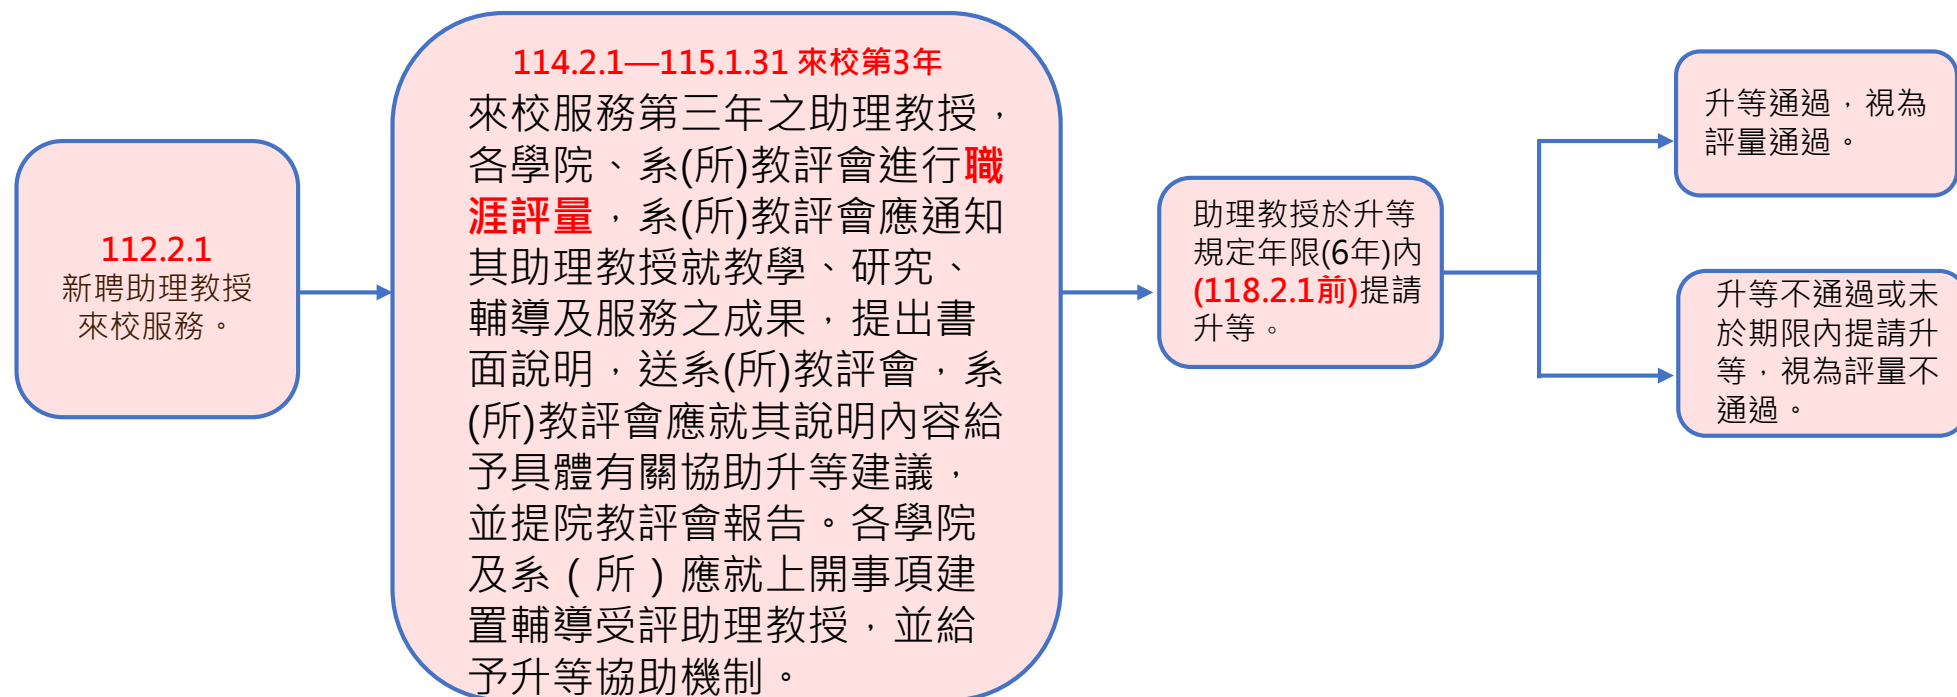 112.2.1
新聘助理教授
來校服務。
114.2.1—115.1.31 來校第3年
來校服務第三年之助理教授，
各學院、系(所)教評會進行職
涯評量，系(所)教評會應通知
其助理教授就教學、研究、
輔導及服務之成果，提出書
面說明，送系(所)教評會，系
(所)教評會應就其說明內容給
予具體有關協助升等建議，
並提院教評會報告。各學院
及系（所）應就上開事項建
置輔導受評助理教授，並給
予升等協助機制。
助理教授於升等
規定年限(6年)內
(118.2.1前)提請
升等。
升等通過，視為
評量通過。
升等不通過或未
於期限內提請升
等，視為評量不
通過。